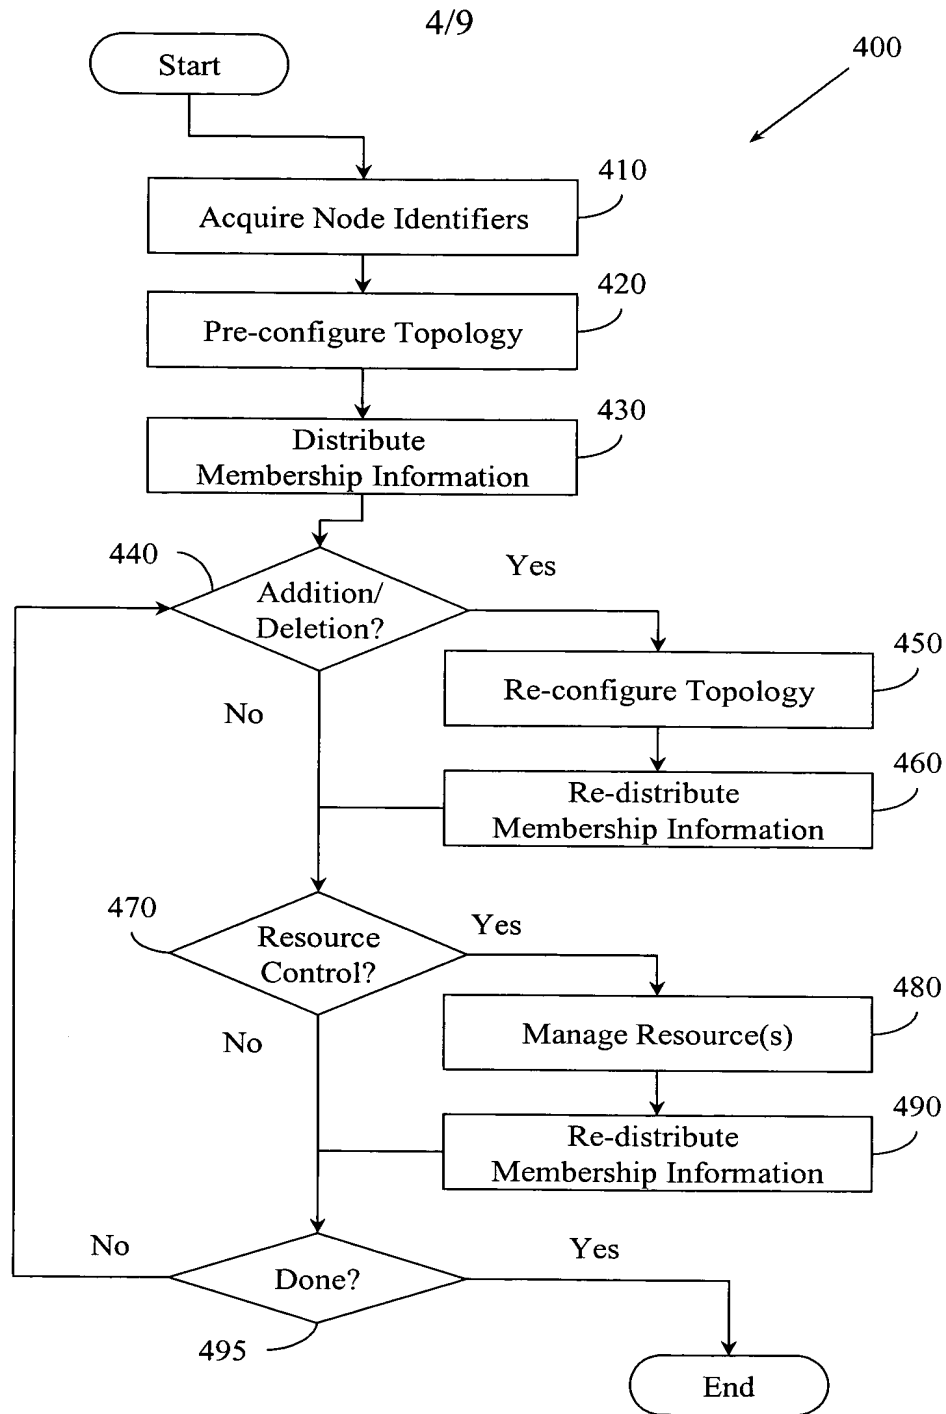 4/9
Start
400
410
Acquire Node Identifiers
420
Pre-configure Topology
430
Distribute
Membership Information
440
Yes
Addition/
Deletion?
450
Re-configure Topology
No
460
Re-distribute
Membership Information
470
Yes
Resource
Control?
480
Manage Resource(s)
No
490
Re-distribute
Membership Information
No
Yes
Done?
495
End